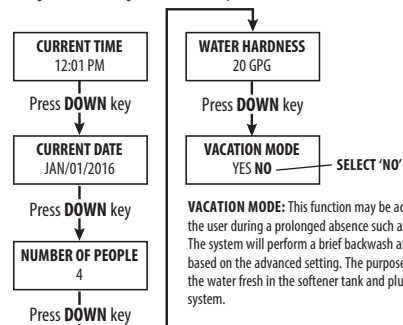 CURRENT TIME
12:01 PM
Press DOWN key
CURRENT DATE
JAN/01/2016
Press DOWN key
NUMBER OF PEOPLE
4
Press DOWN key
WATER HARDNESS
20 GPG
Press DOWN key
VACATION MODE
YES NO
SELECT ‘NO’
VACATION MODE: This function may be
the user during a prolonged absence such
The system will perform a brief backwash
based on the advanced setting. The purpose
the water fresh in the softener tank and
system.